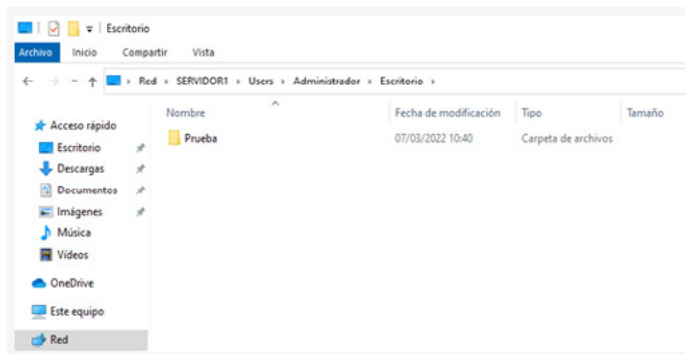 Escritorio
Archivo Inicio Compartir Vista
Red › SERVIDOR1 › Users › Administrador › Escritorio ›
Nombre Fecha de modificación Tipo Tamaño
Prueba 07/03/2022 10:40 Carpeta de archivos
Acceso rápido
Escritorio
Descargas
Documentos
Imágenes
Música
Vídeos
OneDrive
Este equipo
Red